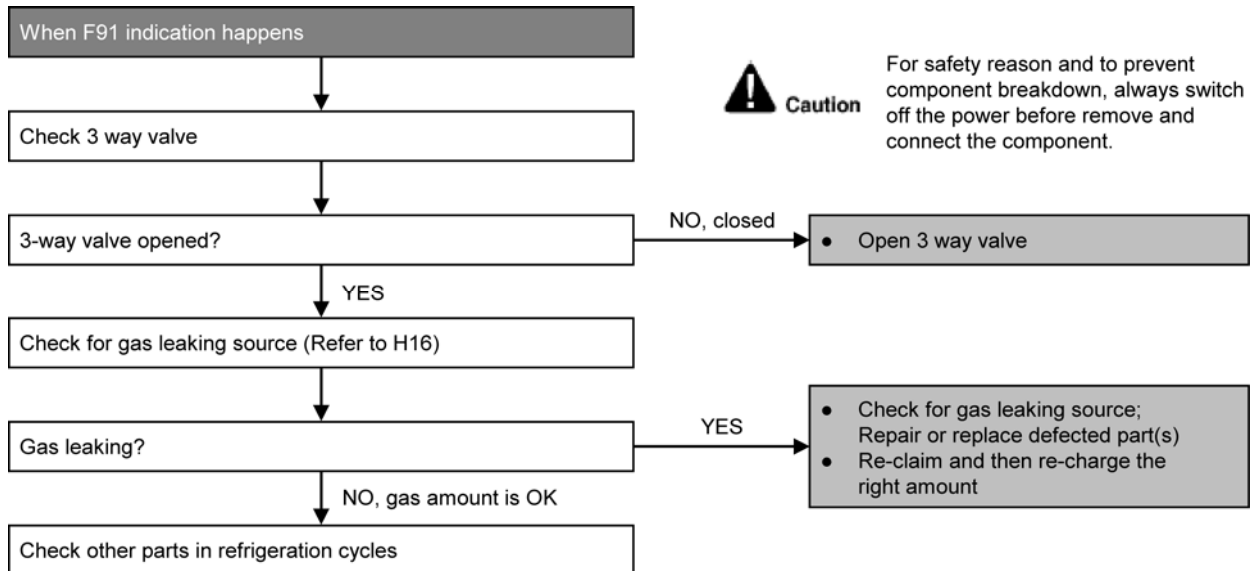 When F91 indication happens
Caution
For safety reason and to prevent
component breakdown, always switch
off the power before remove and
connect the component.
Check 3 way valve
3-way valve opened?
NO, closed
● Open 3 way valve
YES
Check for gas leaking source (Refer to H16)
Gas leaking?
YES
● Check for gas leaking source;
Repair or replace defected part(s)
● Re-claim and then re-charge the
right amount
NO, gas amount is OK
Check other parts in refrigeration cycles